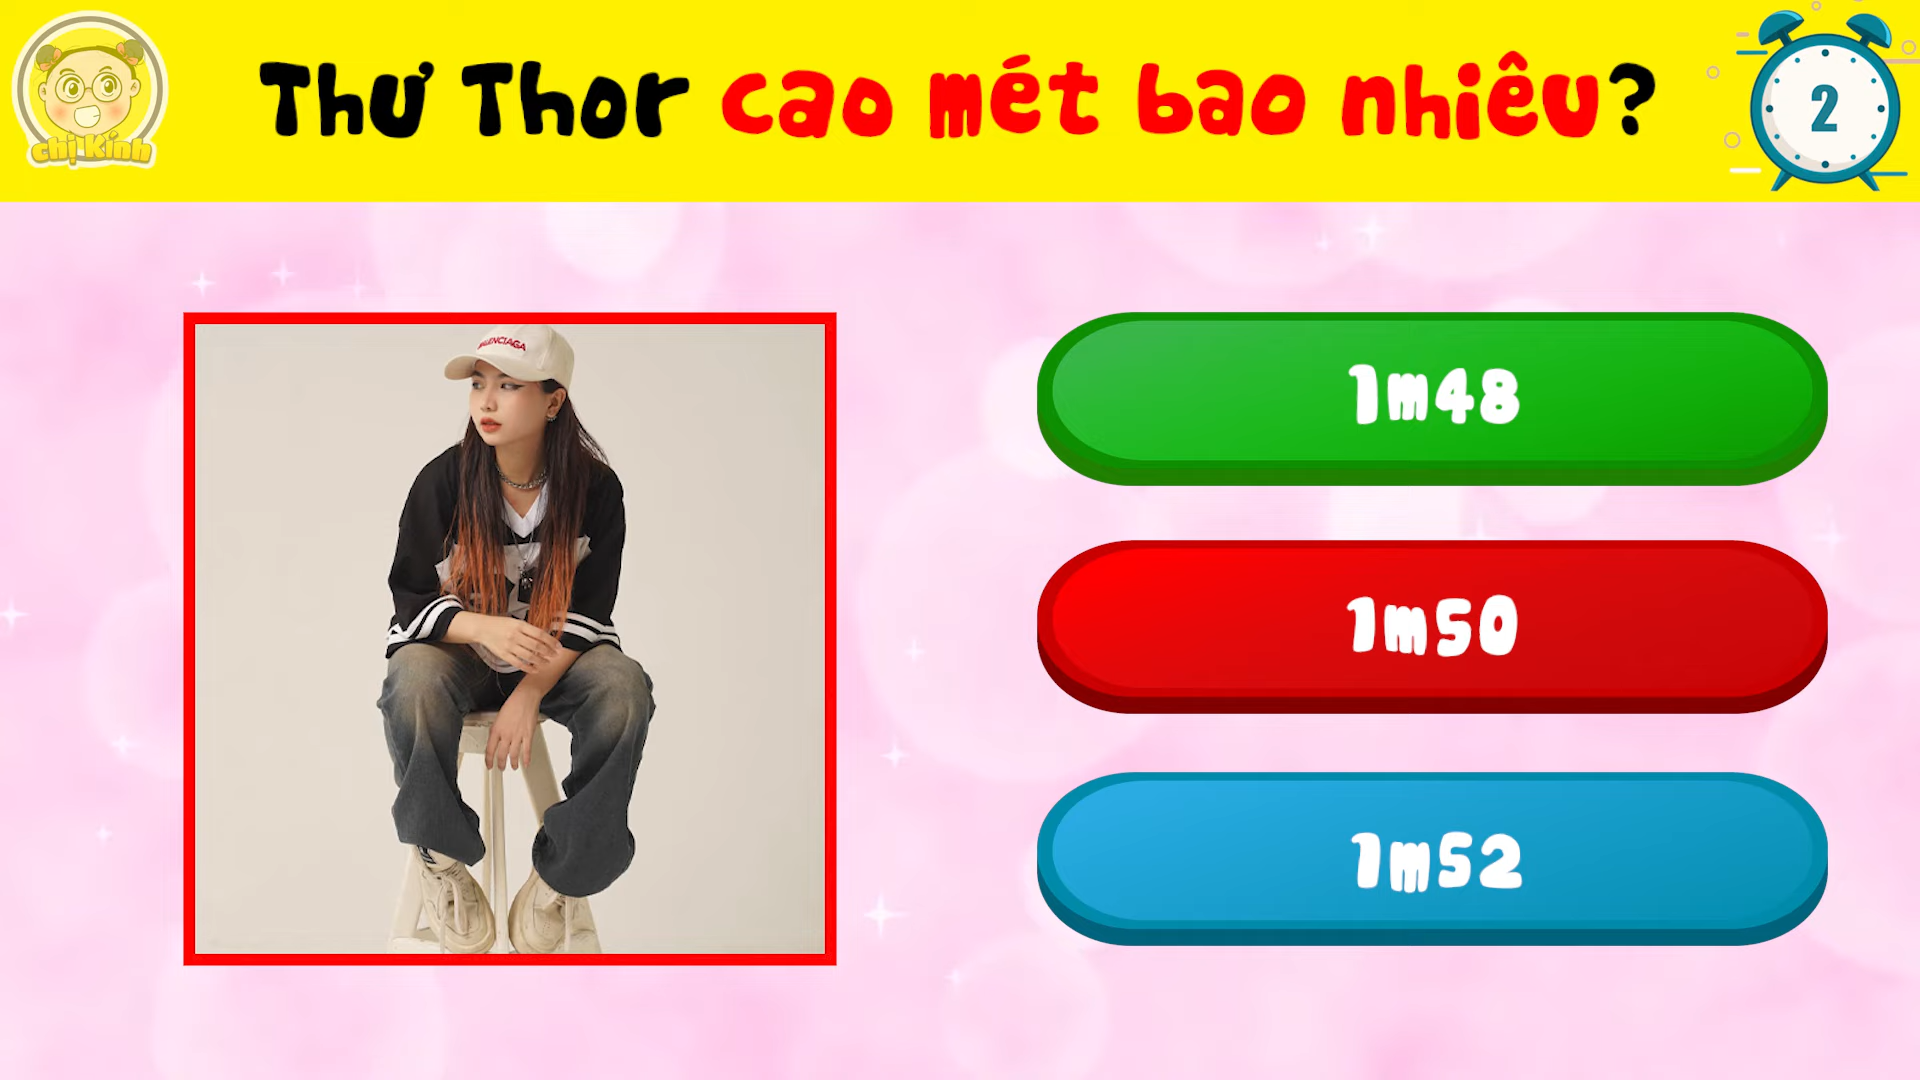 Thư Thor cao mét bao nhiêu?
2
chị Kính
BALENCIAGA
1m48
1m50
1m52